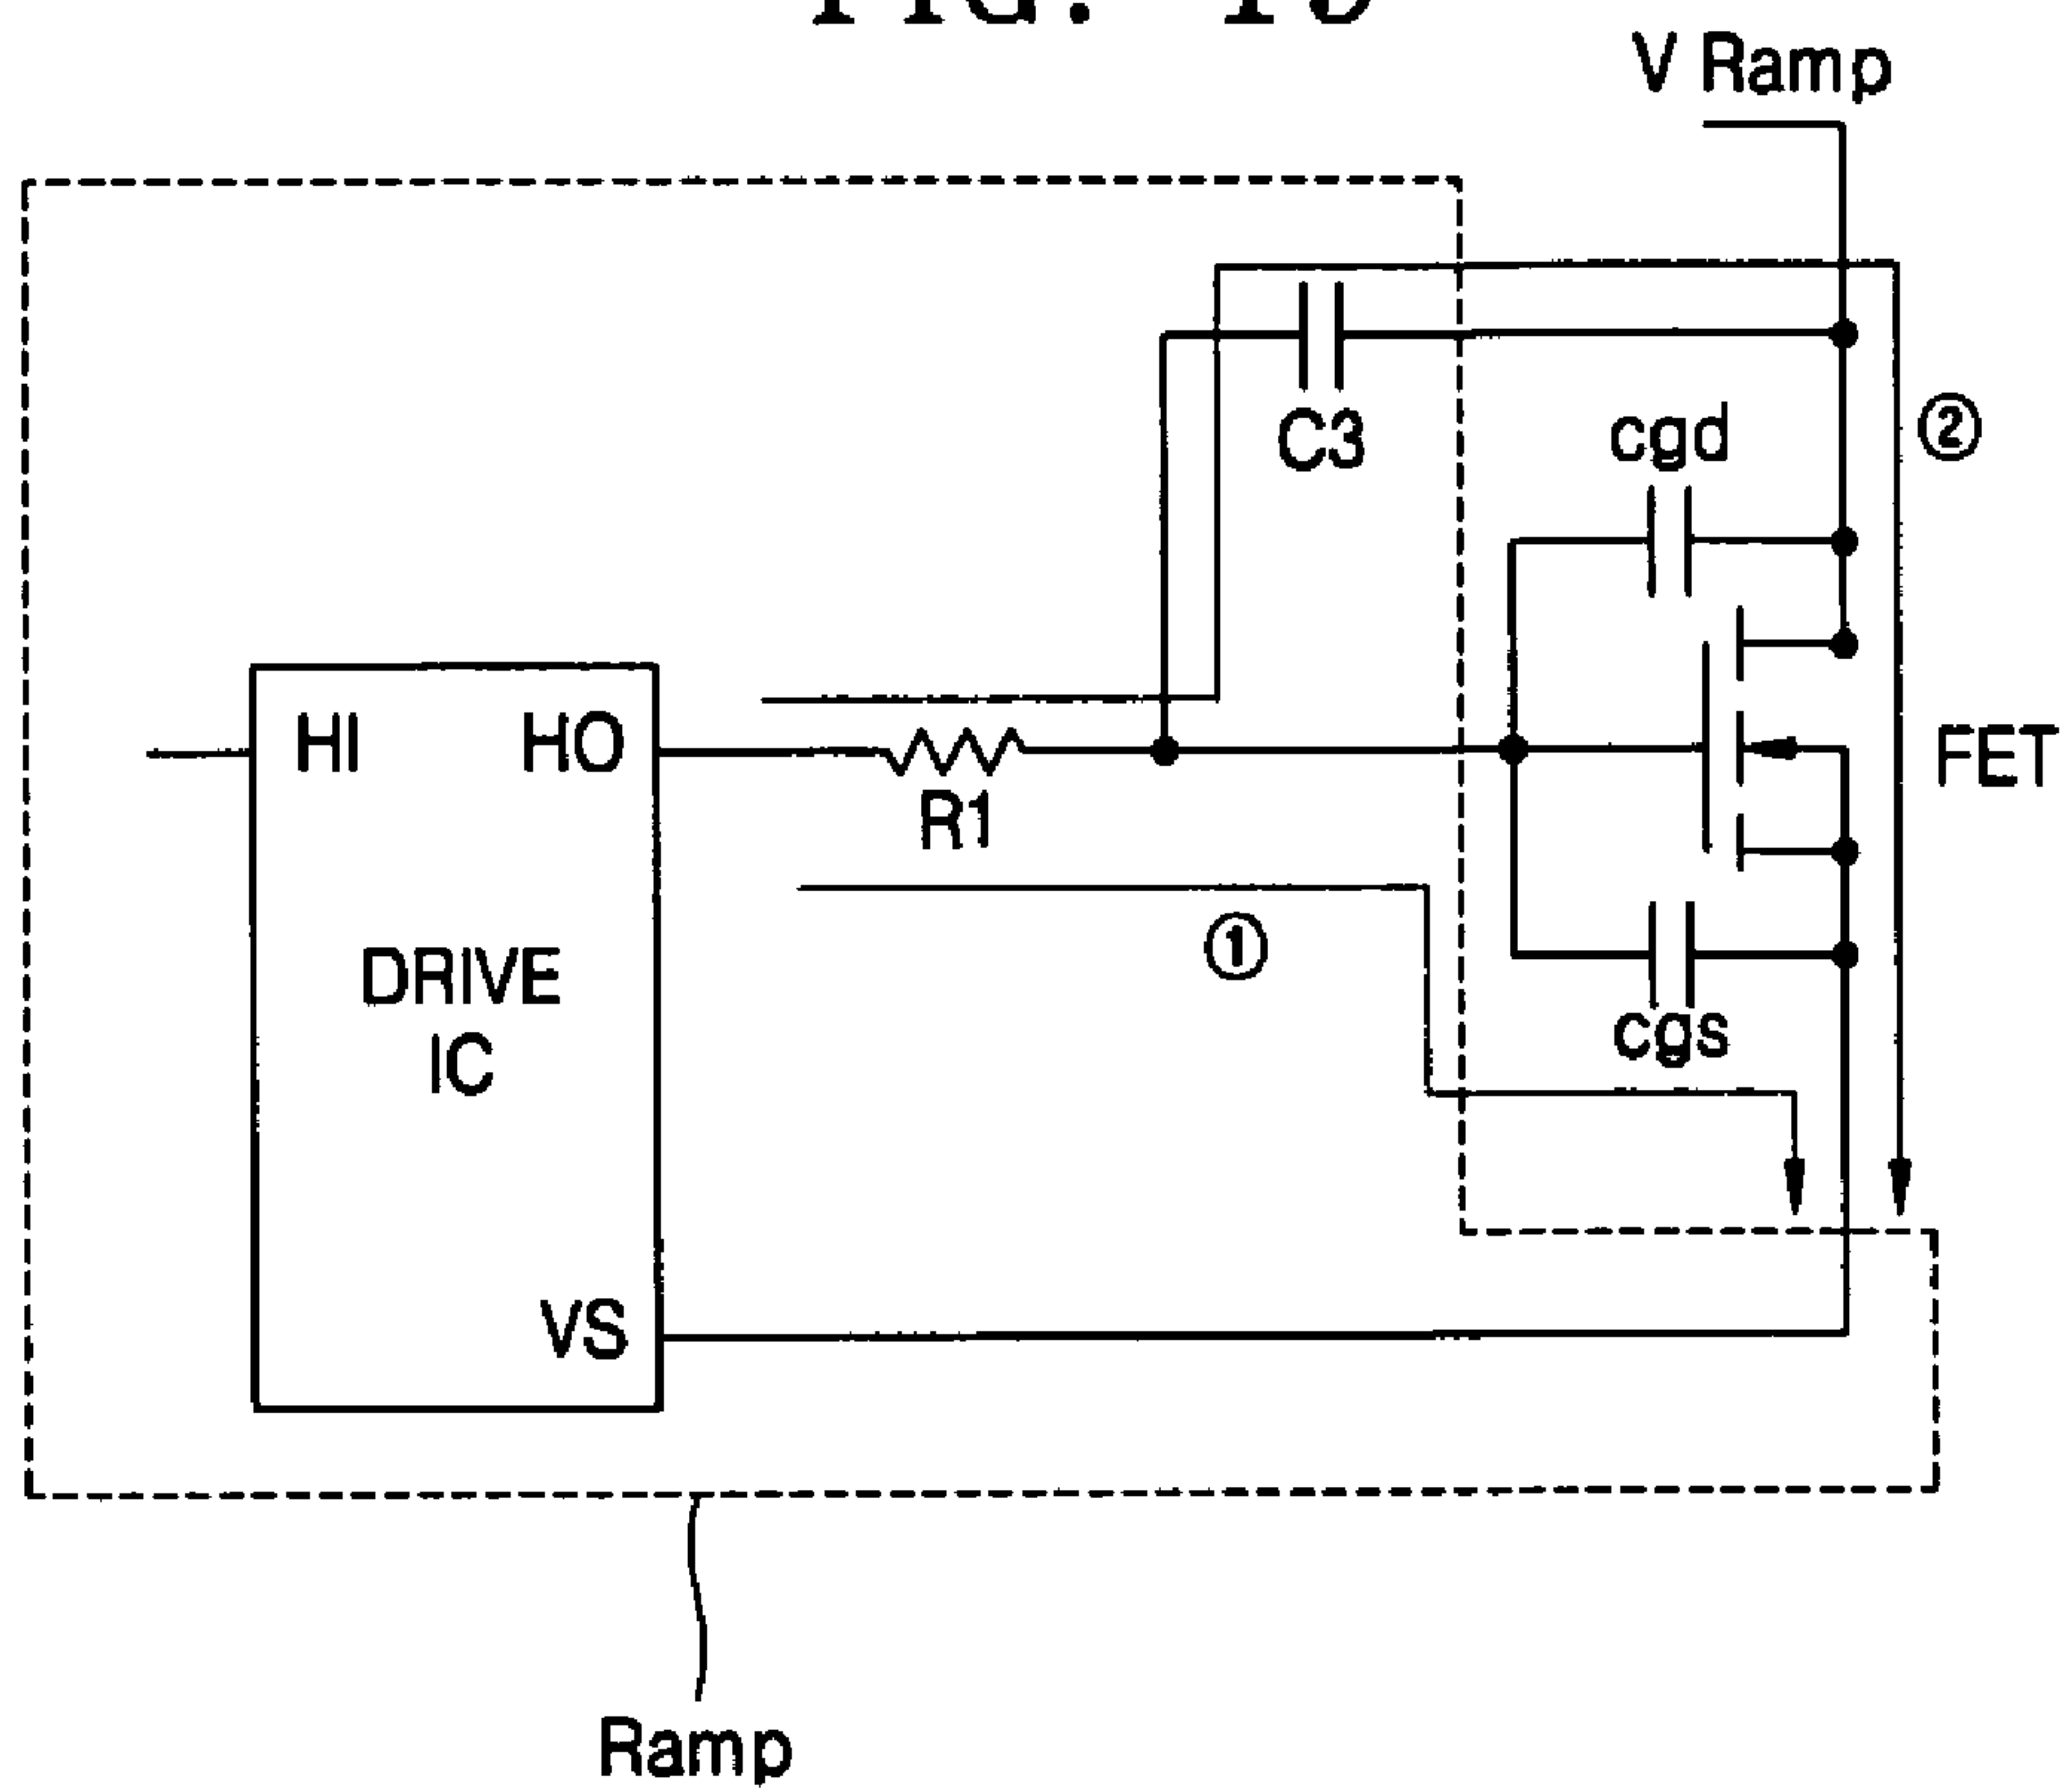 V Ramp
C3
cgd
②
HI
HO
FET
R1
①
DRIVE
IC
cgs
VS
Ramp